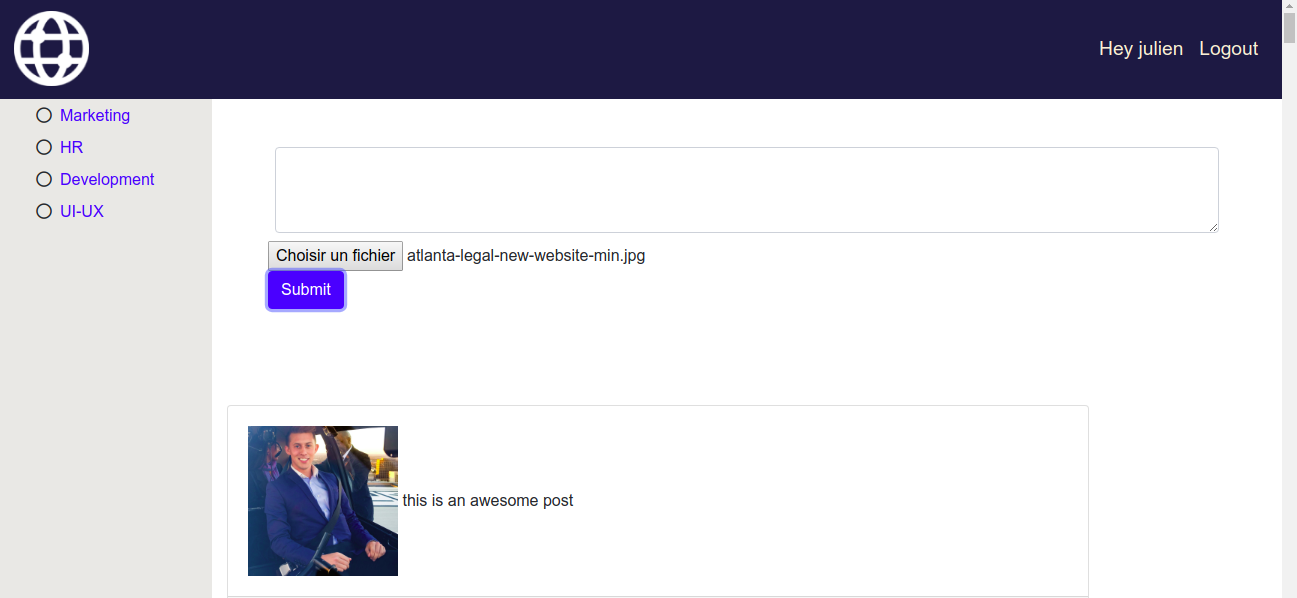 Hey julien Logout
Marketing
HR
Development
UI-UX
Choisir un fichier atlanta-legal-new-website-min.jpg
Submit
this is an awesome post